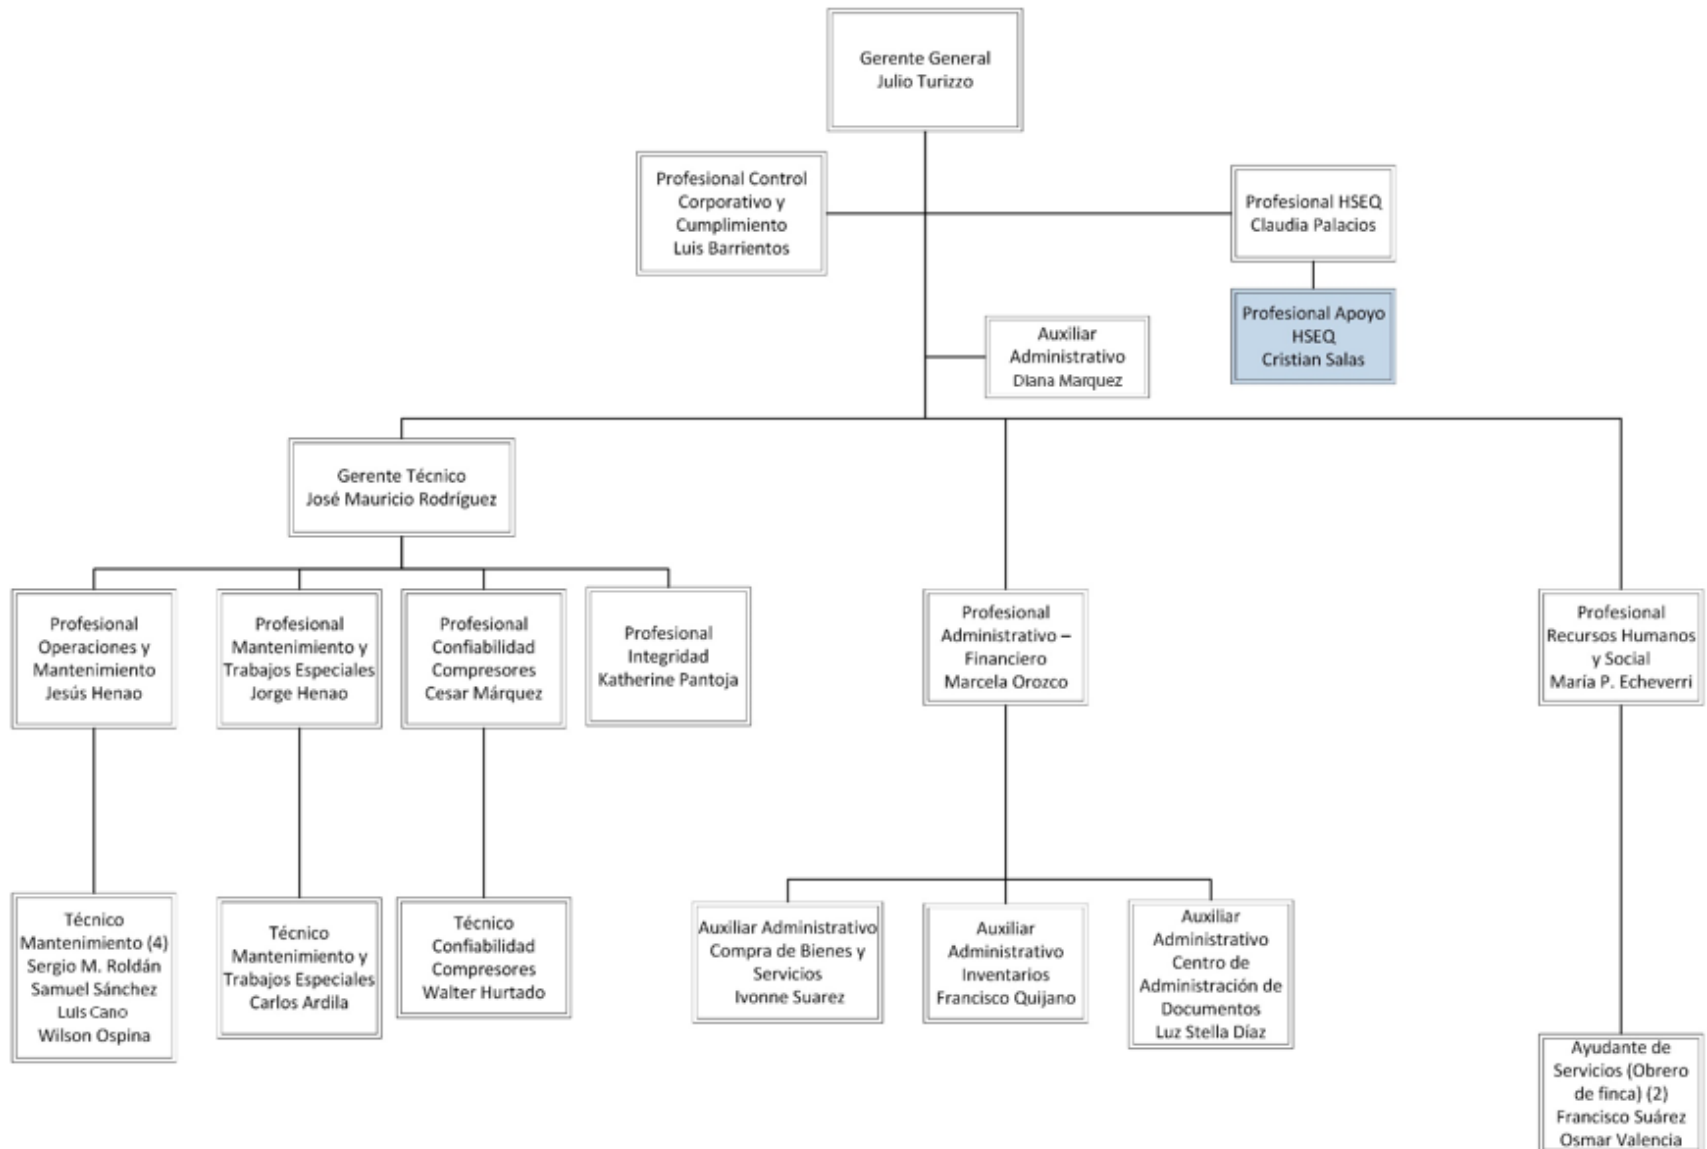 Gerente General
Julio Turizzo
Profesional Control
Corporativo y
Cumplimiento
Luis Barrientos
Profesional HSEQ
Claudia Palacios
Profesional Apoyo
HSEQ
Cristian Salas
Auxiliar
Administrativo
Diana Marquez
Gerente Técnico
José Mauricio Rodríguez
Profesional
Operaciones y
Mantenimiento
Jesús Henao
Profesional
Mantenimiento y
Trabajos Especiales
Jorge Henao
Profesional
Confiabilidad
Compresores
Cesar Márquez
Profesional
Integridad
Katherine Pantoja
Profesional
Administrativo –
Financiero
Marcela Orozco
Profesional
Recursos Humanos
y Social
María P. Echeverri
Técnico
Mantenimiento (4)
Sergio M. Roldán
Samuel Sánchez
Luis Cano
Wilson Ospina
Técnico
Mantenimiento y
Trabajos Especiales
Carlos Ardila
Técnico
Confiabilidad
Compresores
Walter Hurtado
Auxiliar Administrativo
Compra de Bienes y
Servicios
Ivonne Suarez
Auxiliar
Administrativo
Inventarios
Francisco Quijano
Auxiliar
Administrativo
Centro de
Administración de
Documentos
Luz Stella Díaz
Ayudante de
Servicios (Obrero
de finca) (2)
Francisco Suárez
Osmar Valencia